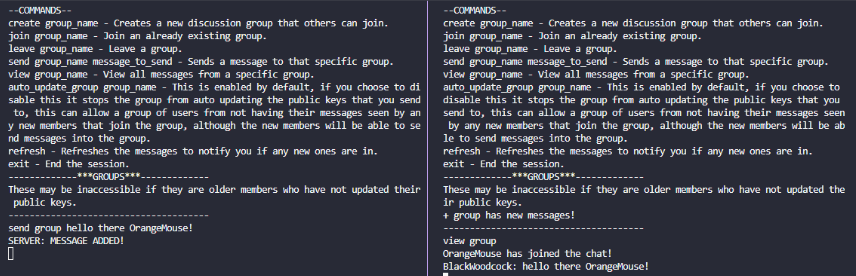 --COMMANDS--
create group_name - Creates a new discussion group that others can join.
join group_name - Join an already existing group.
leave group_name - Leave a group.
send group_name message_to_send - Sends a message to that specific group.
view group_name - View all messages from a specific group.
auto_update_group group_name - This is enabled by default, if you choose to di
sable this it stops the group from auto updating the public keys that you send
 to, this can allow a group of users from not having their messages seen by an
y new members that join the group, although the new members will be able to se
nd messages into the group.
refresh - Refreshes the messages to notify you if any new ones are in.
exit - End the session.
-------------***GROUPS***-------------
These may be inaccessible if they are older members who have not updated their
 public keys.
--------------------------------------
send group hello there OrangeMouse!
SERVER: MESSAGE ADDED!
--COMMANDS--
create group_name - Creates a new discussion group that others can join.
join group_name - Join an already existing group.
leave group_name - Leave a group.
send group_name message_to_send - Sends a message to that specific group.
view group_name - View all messages from a specific group.
auto_update_group group_name - This is enabled by default, if you choose to
disable this it stops the group from auto updating the public keys that you
send to, this can allow a group of users from not having their messages seen
 by any new members that join the group, although the new members will be ab
le to send messages into the group.
refresh - Refreshes the messages to notify you if any new ones are in.
exit - End the session.
-------------***GROUPS***-------------
These may be inaccessible if they are older members who have not updated the
ir public keys.
+ group has new messages!
--------------------------------------
view group
OrangeMouse has joined the chat!
BlackWoodcock: hello there OrangeMouse!